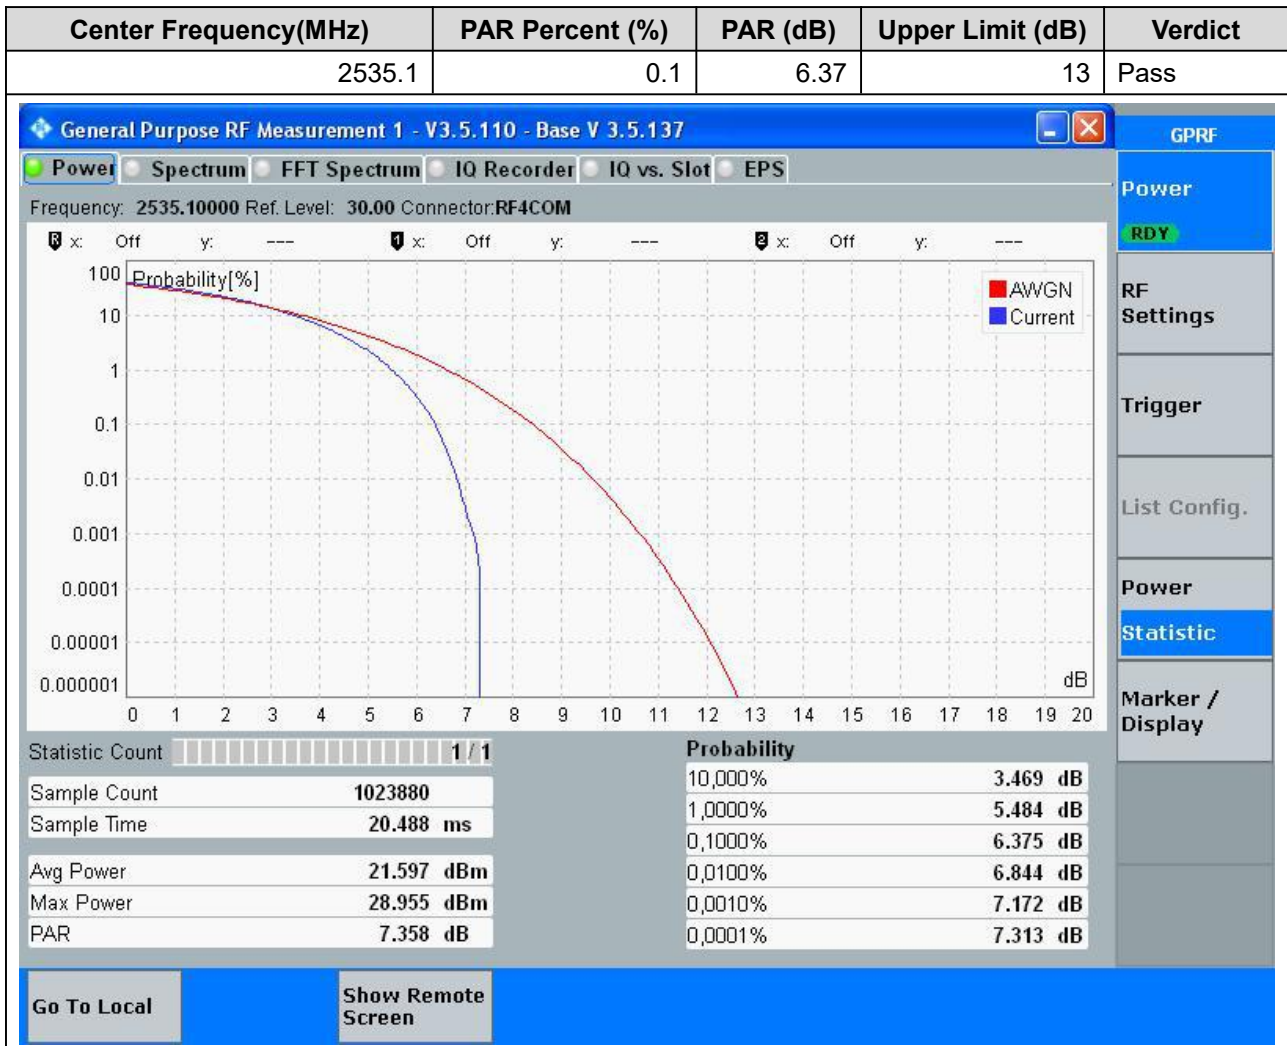 Center Frequency(MHz) PAR Percent (%) PAR (dB) Upper Limit (dB) Verdict
2535.1 0.1 6.37 13 Pass
General Purpose RF Measurement 1 - V3.5.110 - Base V 3.5.137
GPRF
Power Spectrum FFT Spectrum IQ Recorder IQ vs. Slot EPS
Power
RDY
Frequency: 2535.10000 Ref. Level: 30.00 Connector:RF4COM
R x: Off y: --- 1 x: Off y: --- 2 x: Off y: ---
Probability[%]
AWGN
Current
100
10
1
0.1
0.01
0.001
0.0001
0.00001
0.000001
dB
0 1 2 3 4 5 6 7 8 9 10 11 12 13 14 15 16 17 18 19 20
RF
Settings
Trigger
List Config.
Power
Statistic
Marker /
Display
Statistic Count 1 / 1
Sample Count 1023880
Sample Time 20.488 ms
Avg Power 21.597 dBm
Max Power 28.955 dBm
PAR 7.358 dB
Probability
10,000% 3.469 dB
1,0000% 5.484 dB
0,1000% 6.375 dB
0,0100% 6.844 dB
0,0010% 7.172 dB
0,0001% 7.313 dB
Go To Local
Show Remote
Screen